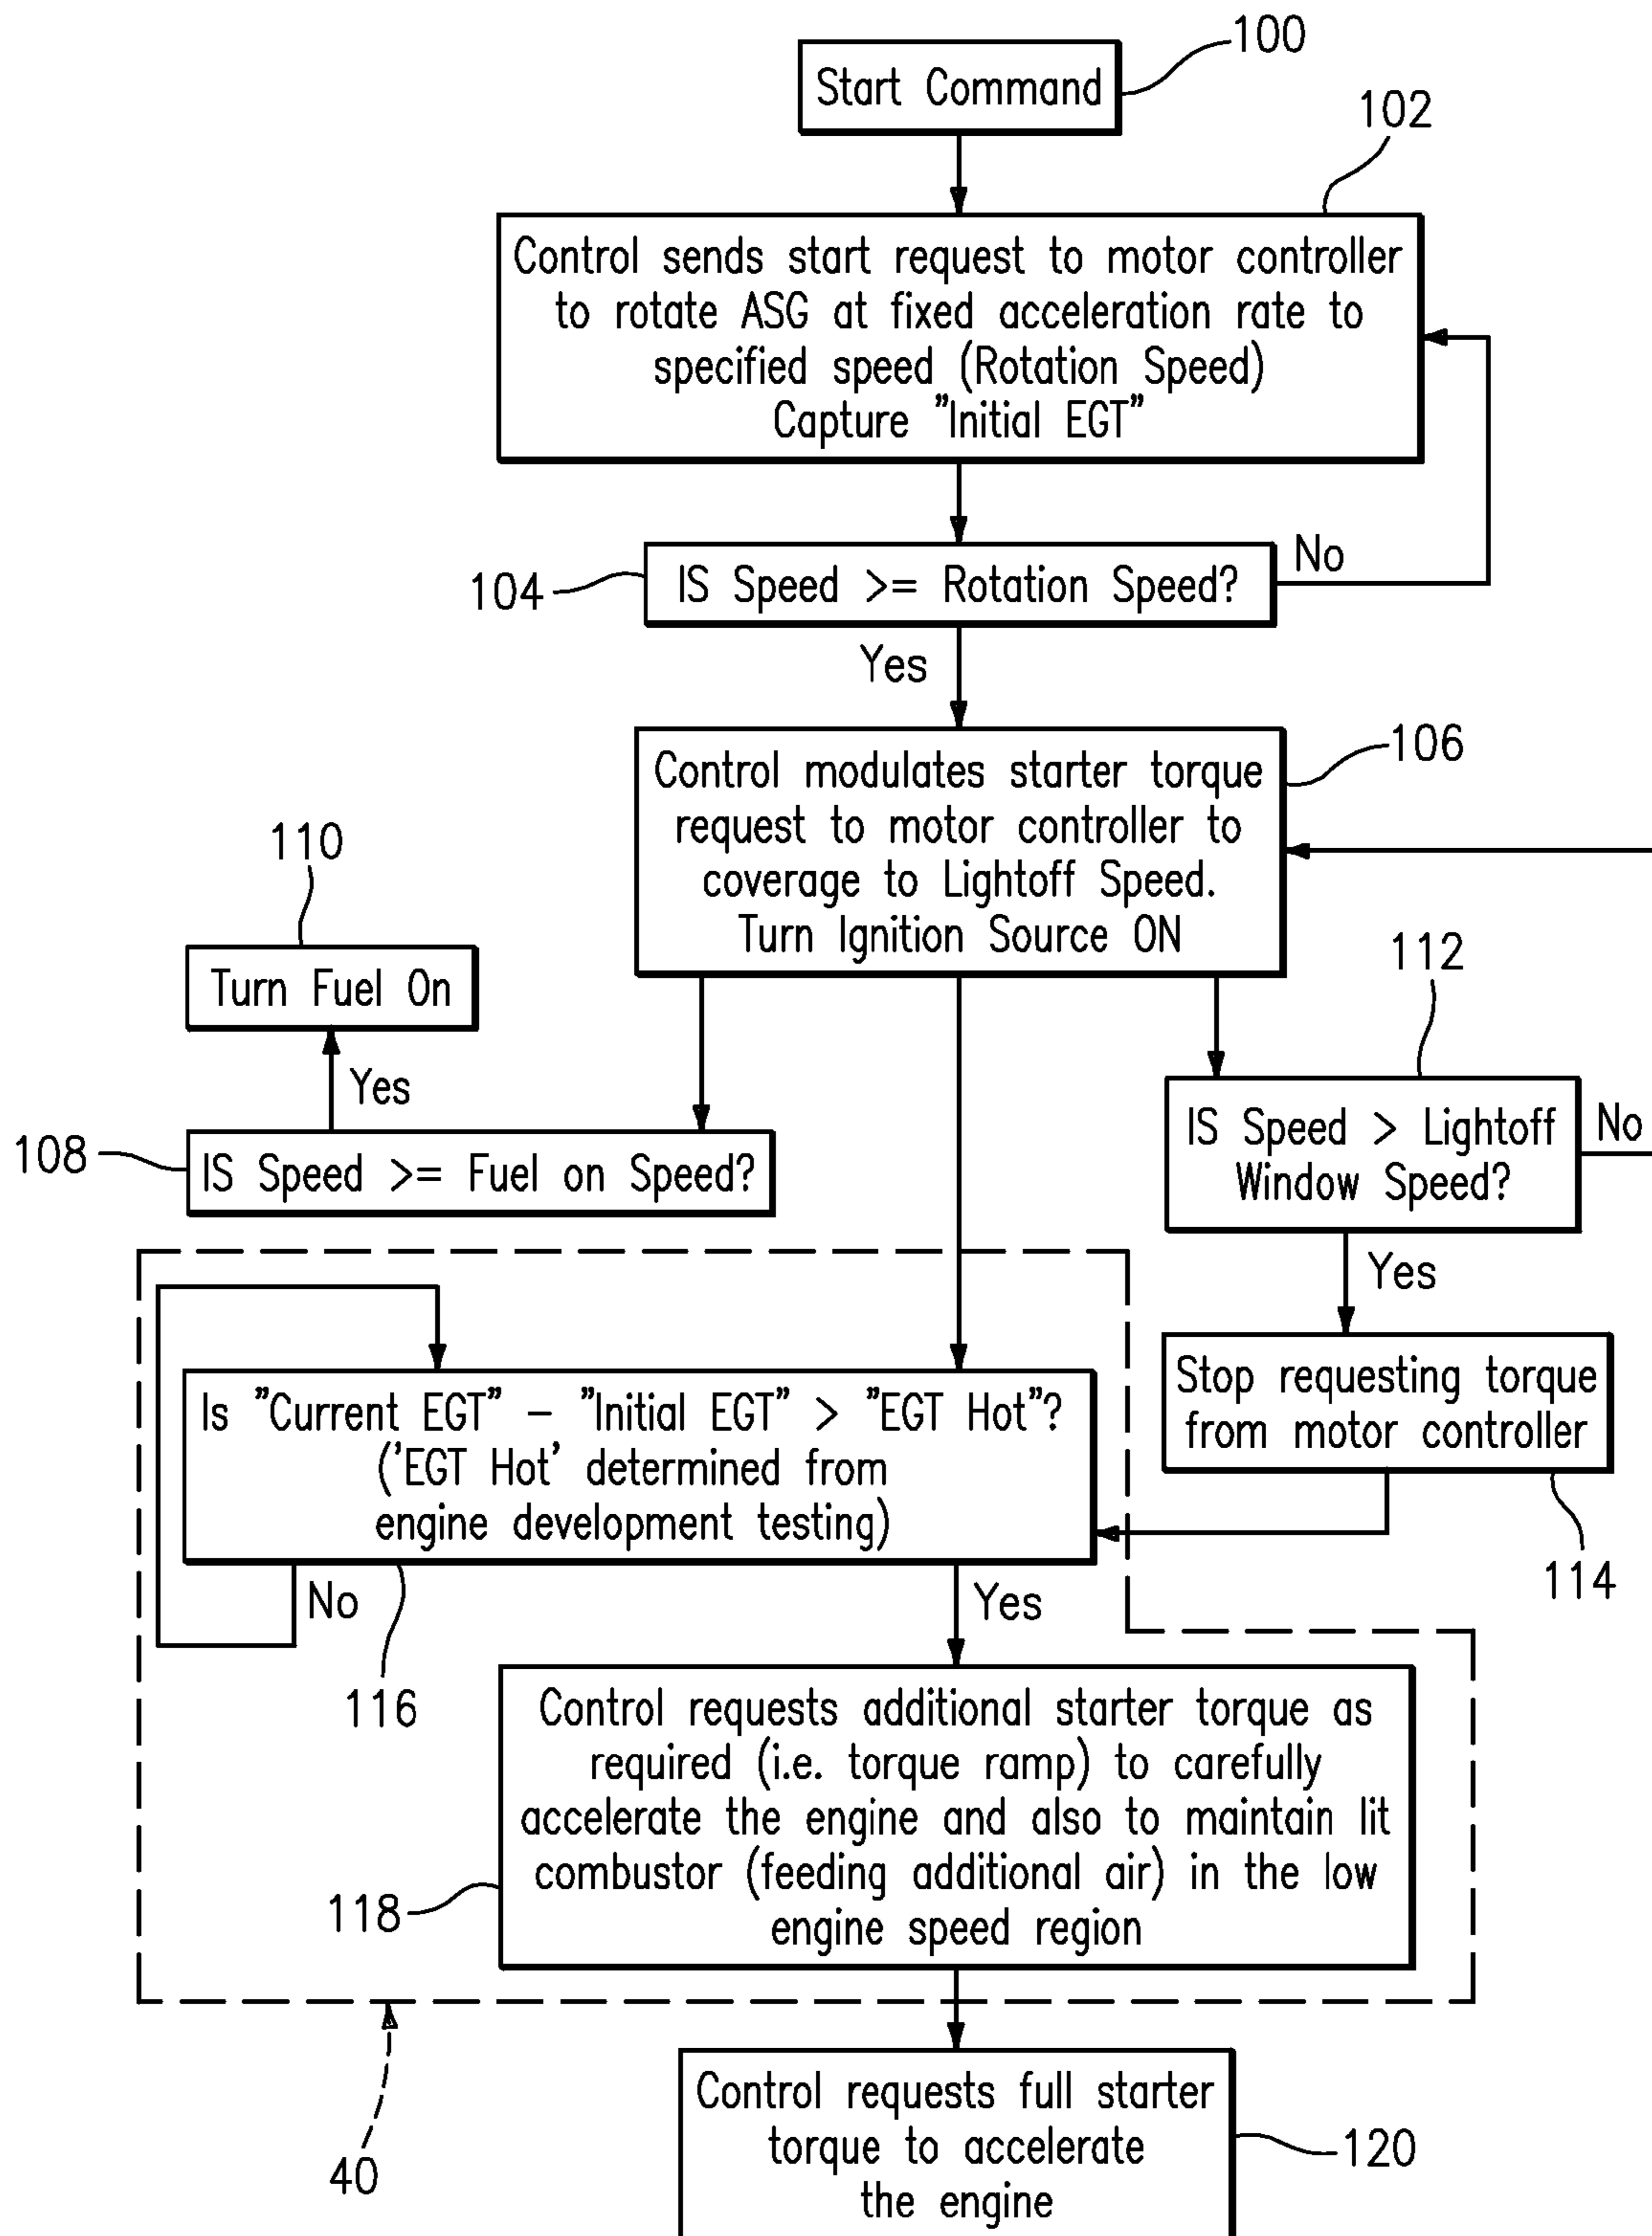 100
Start Command
102
Control sends start request to motor controller
to rotate ASG at fixed acceleration rate to
specified speed (Rotation Speed)
Capture "Initial EGT"
104
IS Speed >= Rotation Speed?
No
Yes
106
Control modulates starter torque
request to motor controller to
coverage to Lightoff Speed.
Turn Ignition Source ON
110
Turn Fuel On
Yes
108
IS Speed >= Fuel on Speed?
112
IS Speed > Lightoff
Window Speed?
No
Yes
Stop requesting torque
from motor controller
114
Is "Current EGT" – "Initial EGT" > "EGT Hot"?
('EGT Hot' determined from
engine development testing)
No
Yes
116
Control requests additional starter torque as
required (i.e. torque ramp) to carefully
accelerate the engine and also to maintain lit
combustor (feeding additional air) in the low
engine speed region
118
40
Control requests full starter
torque to accelerate
the engine
120